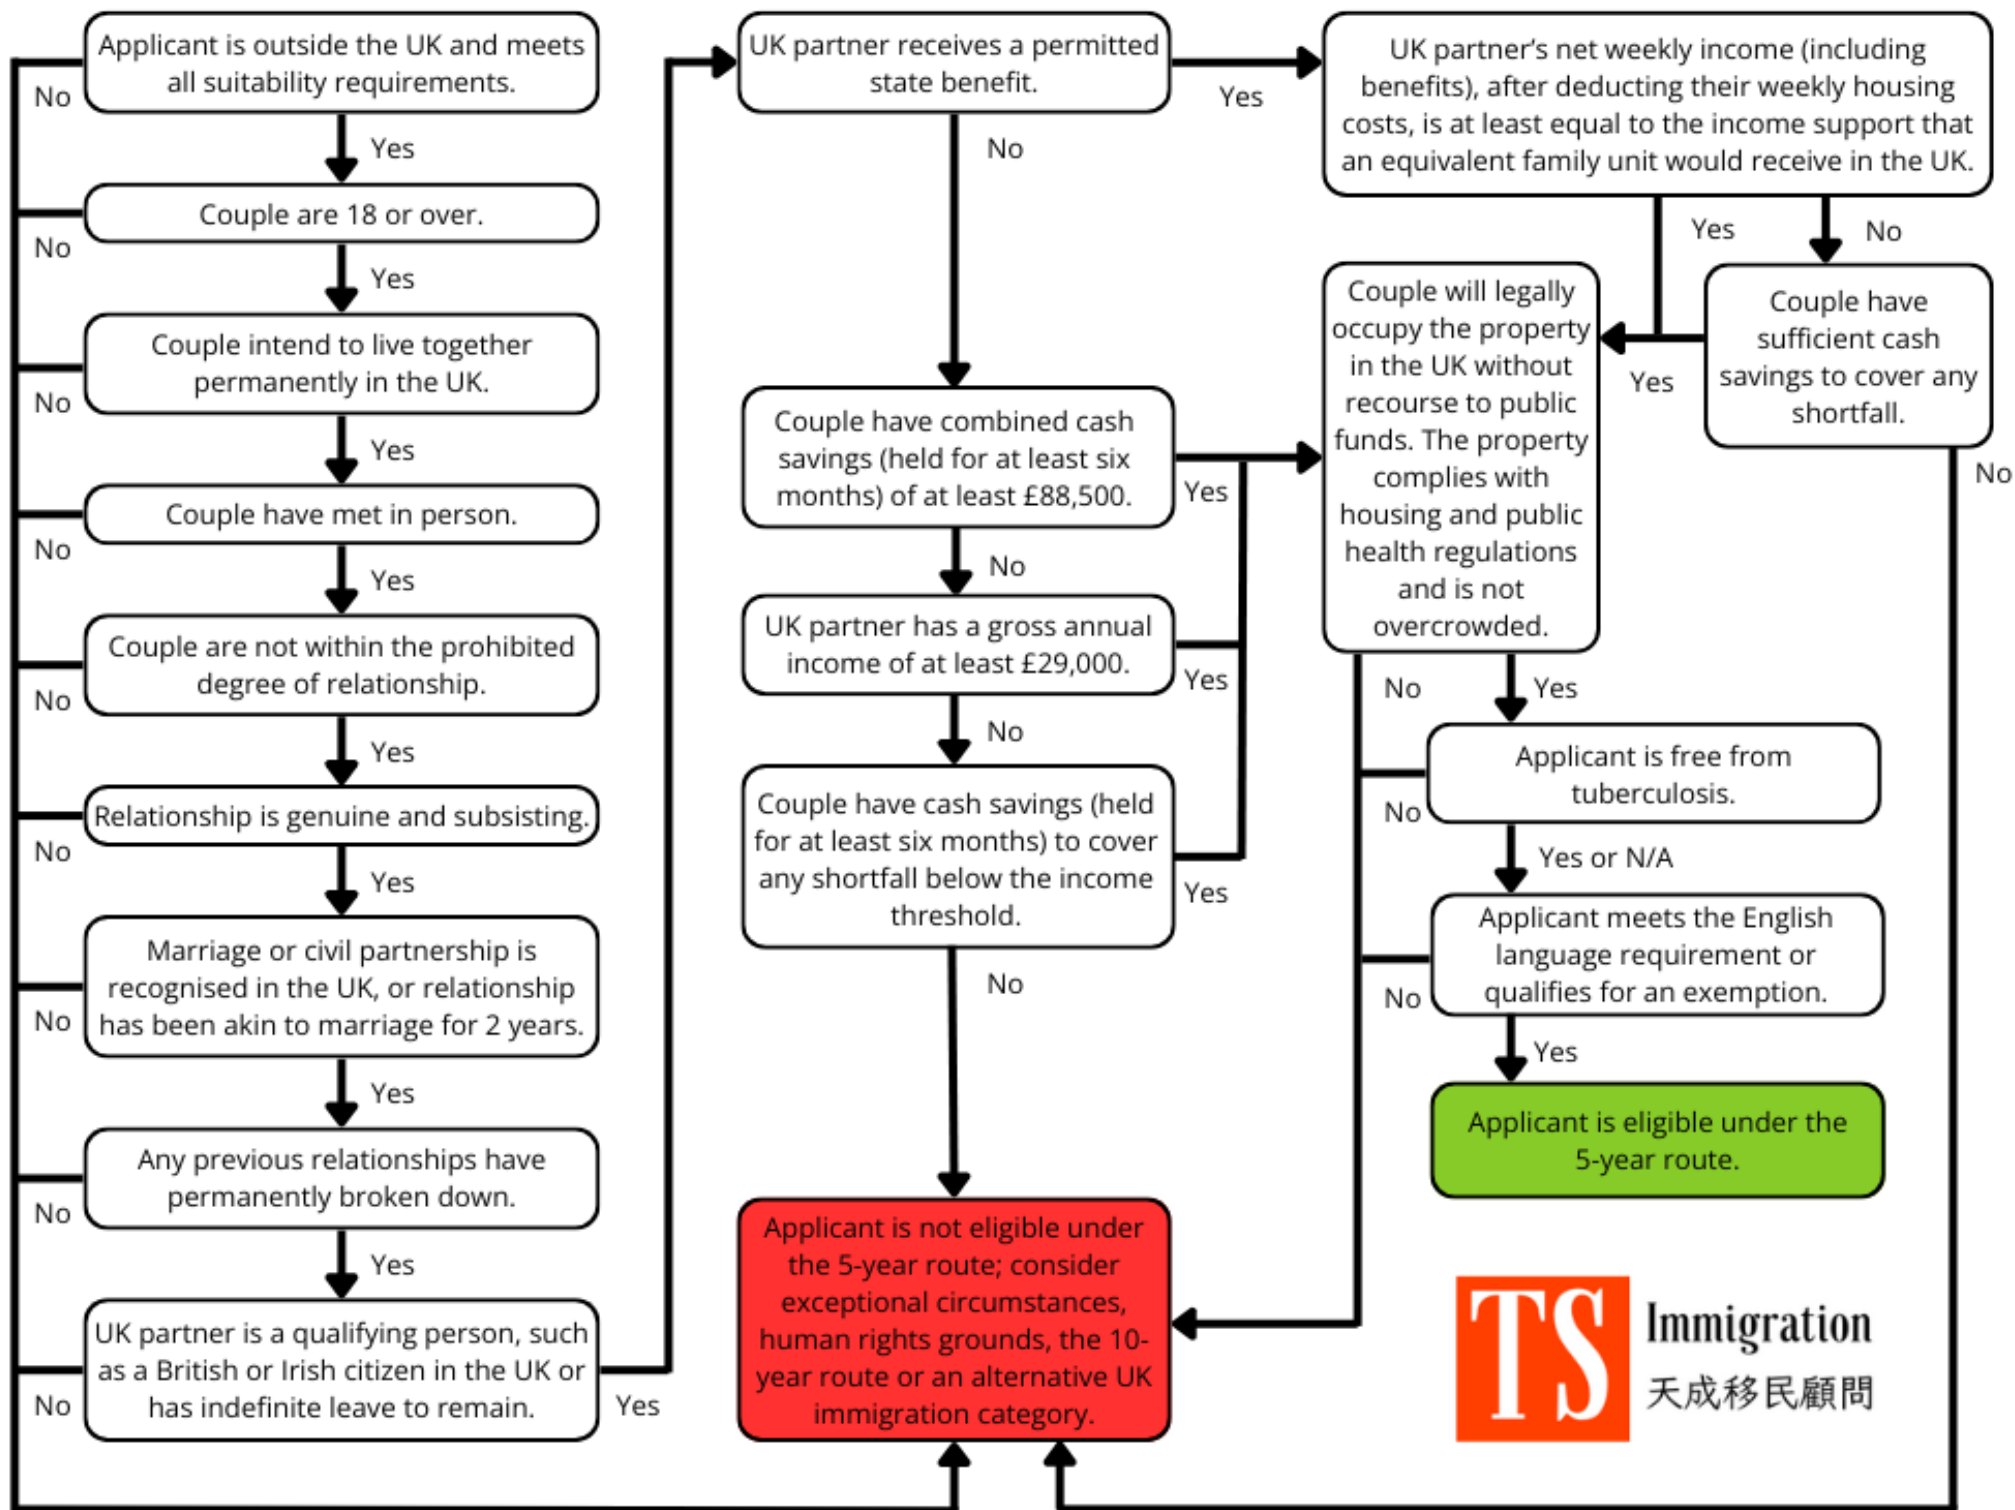 Applicant is outside the UK and meets
all suitability requirements.
No
Yes
Couple are 18 or over.
No
Yes
Couple intend to live together
permanently in the UK.
No
Yes
Couple have met in person.
No
Yes
Couple are not within the prohibited
degree of relationship.
No
Yes
Relationship is genuine and subsisting.
No
Yes
Marriage or civil partnership is
recognised in the UK, or relationship
has been akin to marriage for 2 years.
No
Yes
Any previous relationships have
permanently broken down.
No
Yes
UK partner is a qualifying person, such
as a British or Irish citizen in the UK or
has indefinite leave to remain.
No
Yes
UK partner receives a permitted
state benefit.
Yes
No
Couple have combined cash
savings (held for at least six
months) of at least £88,500.
Yes
No
UK partner has a gross annual
income of at least £29,000.
Yes
No
Couple have cash savings (held
for at least six months) to cover
any shortfall below the income
threshold.
Yes
No
Applicant is not eligible under
the 5-year route; consider
exceptional circumstances,
human rights grounds, the 10-
year route or an alternative UK
immigration category.
UK partner's net weekly income (including
benefits), after deducting their weekly housing
costs, is at least equal to the income support that
an equivalent family unit would receive in the UK.
Yes
No
Couple have
sufficient cash
savings to cover any
shortfall.
Yes
No
Couple will legally
occupy the property
in the UK without
recourse to public
funds. The property
complies with
housing and public
health regulations
and is not
overcrowded.
No
Yes
Applicant is free from
tuberculosis.
No
Yes or N/A
Applicant meets the English
language requirement or
qualifies for an exemption.
No
Yes
Applicant is eligible under the
5-year route.
TS
Immigration
天成移民顧問